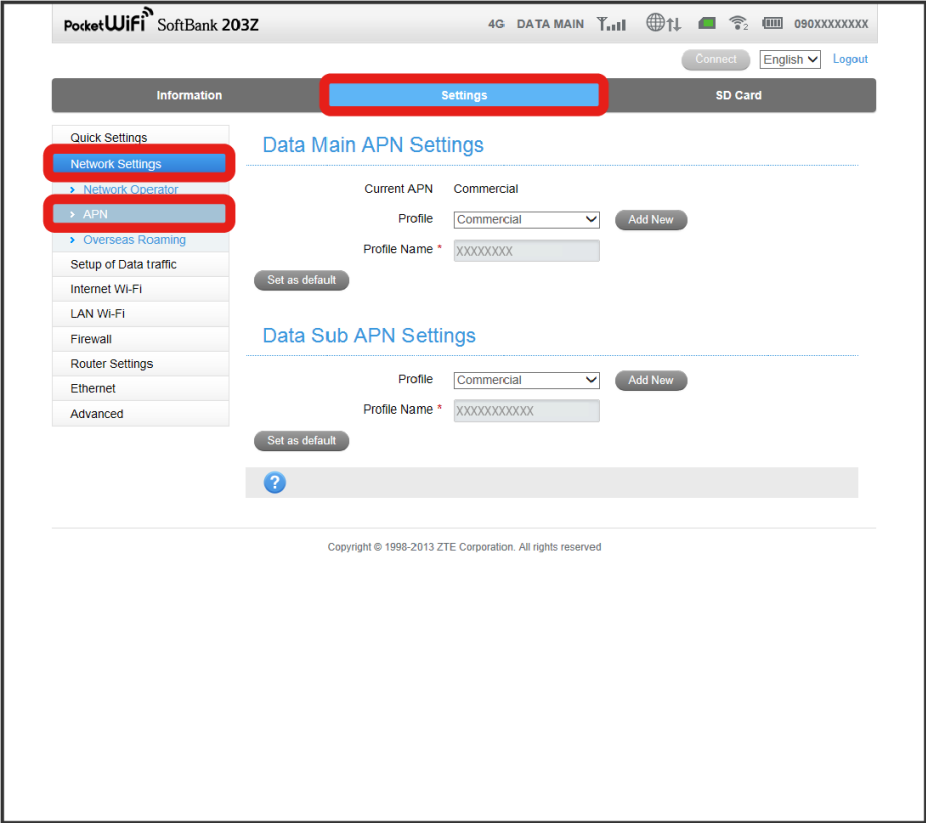 PocketWiFi SoftBank 203Z
4G DATA MAIN 2 090XXXXXXXX
Connect English Logout
Information Settings SD Card
Quick Settings
Network Settings
Network Operator
APN
Overseas Roaming
Setup of Data traffic
Internet Wi-Fi
LAN Wi-Fi
Firewall
Router Settings
Ethernet
Advanced
Data Main APN Settings
Current APN Commercial
Profile Commercial Add New
Profile Name * XXXXXXXX
Set as default
Data Sub APN Settings
Profile Commercial Add New
Profile Name * XXXXXXXXXXX
Set as default
?
Copyright © 1998-2013 ZTE Corporation. All rights reserved